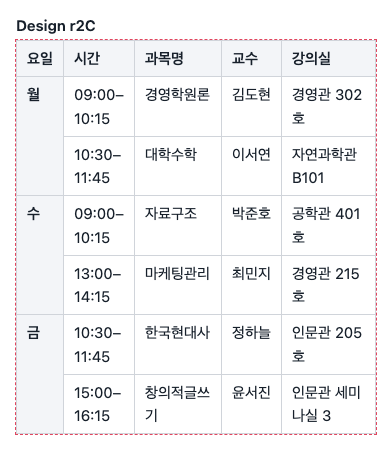 Design r2C
요일 시간 과목명 교수 강의실
월 09:00– 경영학원론 김도현 경영관 302
10:15 호
10:30– 대학수학 이서연 자연과학관
11:45 B101
수 09:00– 자료구조 박준호 공학관 401
10:15 호
13:00– 마케팅관리 최민지 경영관 215
14:15 호
금 10:30– 한국현대사 정하늘 인문관 205
11:45 호
15:00– 창의적글쓰 윤서진 인문관 세미
16:15 기 나실 3